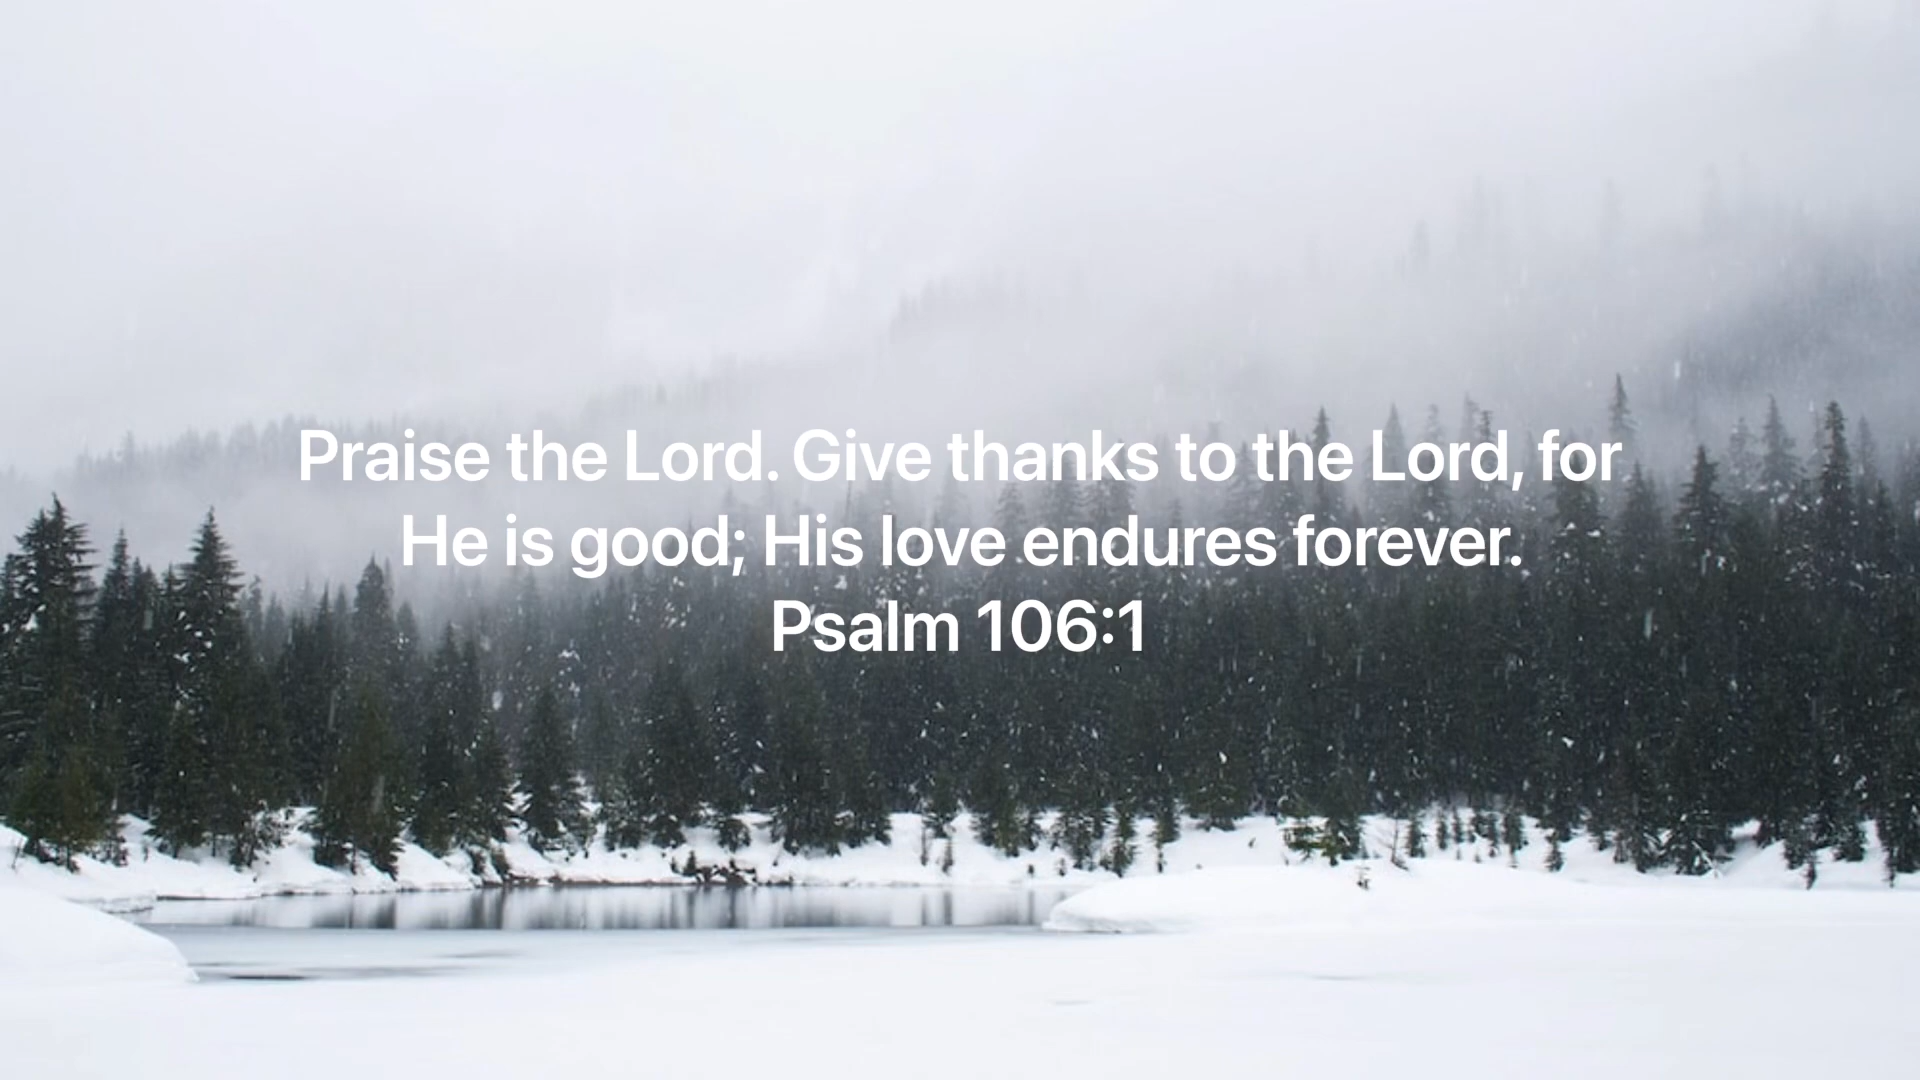 Praise the Lord. Give thanks to the Lord, for
He is good; His love endures forever.
Psalm 106:1